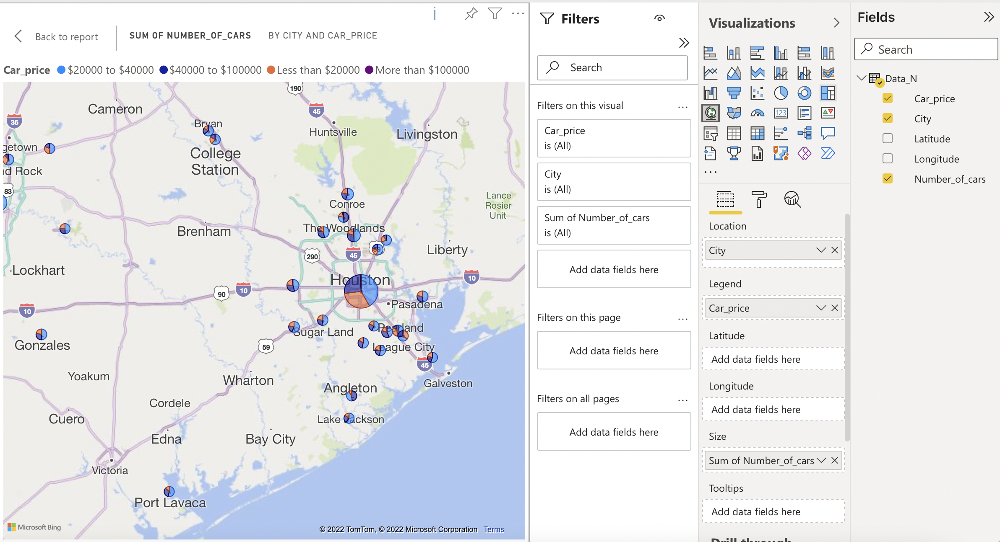 Back to report
SUM OF NUMBER_OF_CARS BY CITY AND CAR_PRICE
Car_price $20000 to $40000 $40000 to $100000 Less than $20000 More than $100000
190
Cameron
45
35
Bryan
Huntsville
Livingston
getown
College
Station
nd Rock
83
Conroe
Lance
Rosier
Unit
The Woodlands
Brenham
59
Liberty
290
45
Lockhart
Houston
10
90
10
10
Pasadena
Pearland
Sugar Land
Gonzales
59
League City
45
Yoakum
Wharton
Galveston
Angleton
Cordele
Cuero
Lake Jackson
Edna
Bay City
Victoria
Port Lavaca
Microsoft Bing
© 2022 TomTom, © 2022 Microsoft Corporation Terms
Filters
Search
Filters on this visual
...
Car_price
is (All)
City
is (All)
Sum of Number_of_cars
is (All)
Add data fields here
Filters on this page
...
Add data fields here
Filters on all pages
...
Add data fields here
Visualizations
123
...
Location
City
Legend
Car_price
Latitude
Add data fields here
Longitude
Add data fields here
Size
Sum of Number_of_cars
Tooltips
Add data fields here
Drill through
Fields
Search
Data_N
Car_price
City
Latitude
Longitude
Number_of_cars